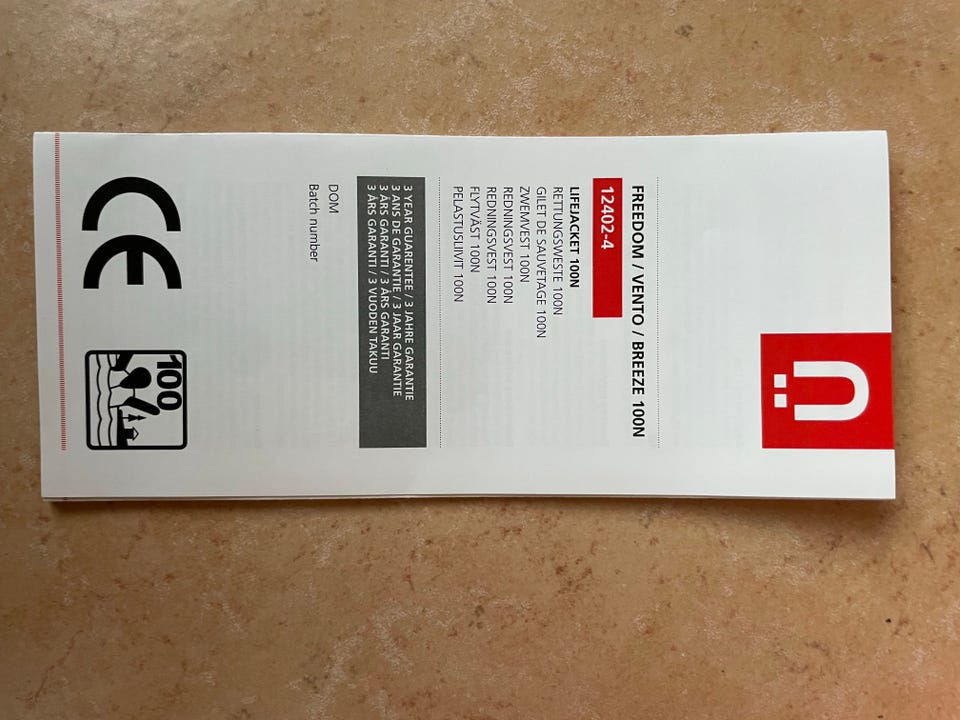 ü
FREEDOM / VENTO / BREEZE 100N
12402-4
LIFEJACKET 100N
RETTUNGSWESTE 100N
GILET DE SAUVETAGE 100N
ZWEMVEST 100N
REDNINGSVEST 100N
REDNINGSVEST 100N
FLYTVÄST 100N
PELASTUSLIIVIT 100N
3 YEAR GUARENTEE / 3 JAHRE GARANTIE
3 ANS DE GARANTIE / 3 JAAR GARANTIE
3 ÅRS GARANTI / 3 ÅRS GARANTI
3 ÅRS GARANTI / 3 VUODEN TAKUU
DOM
Batch number
CE
100